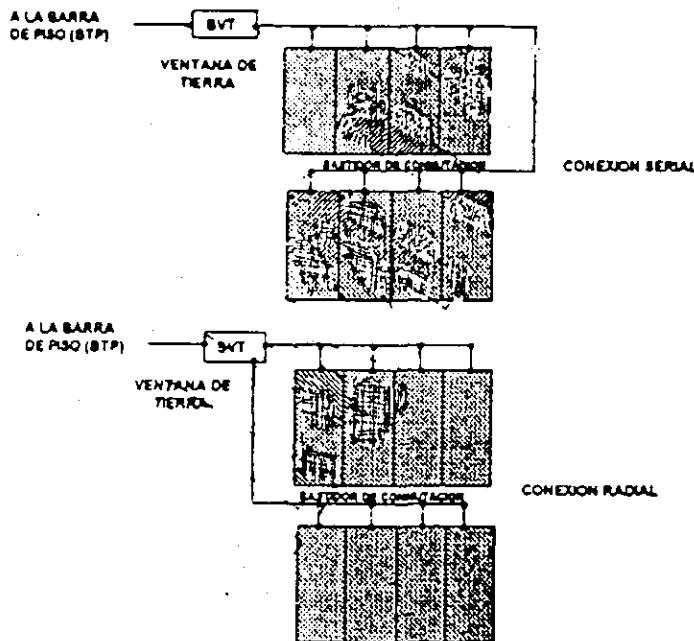 A LA BARRA
DE PISO (BTP)
BVT
VENTANA DE
TIERRA
BASTIDOR DE CONMUTACION
CONEXION SERIAL
A LA BARRA
DE PISO (BTP)
BVT
VENTANA DE
TIERRA
BASTIDOR DE CONMUTACION
CONEXION RADIAL